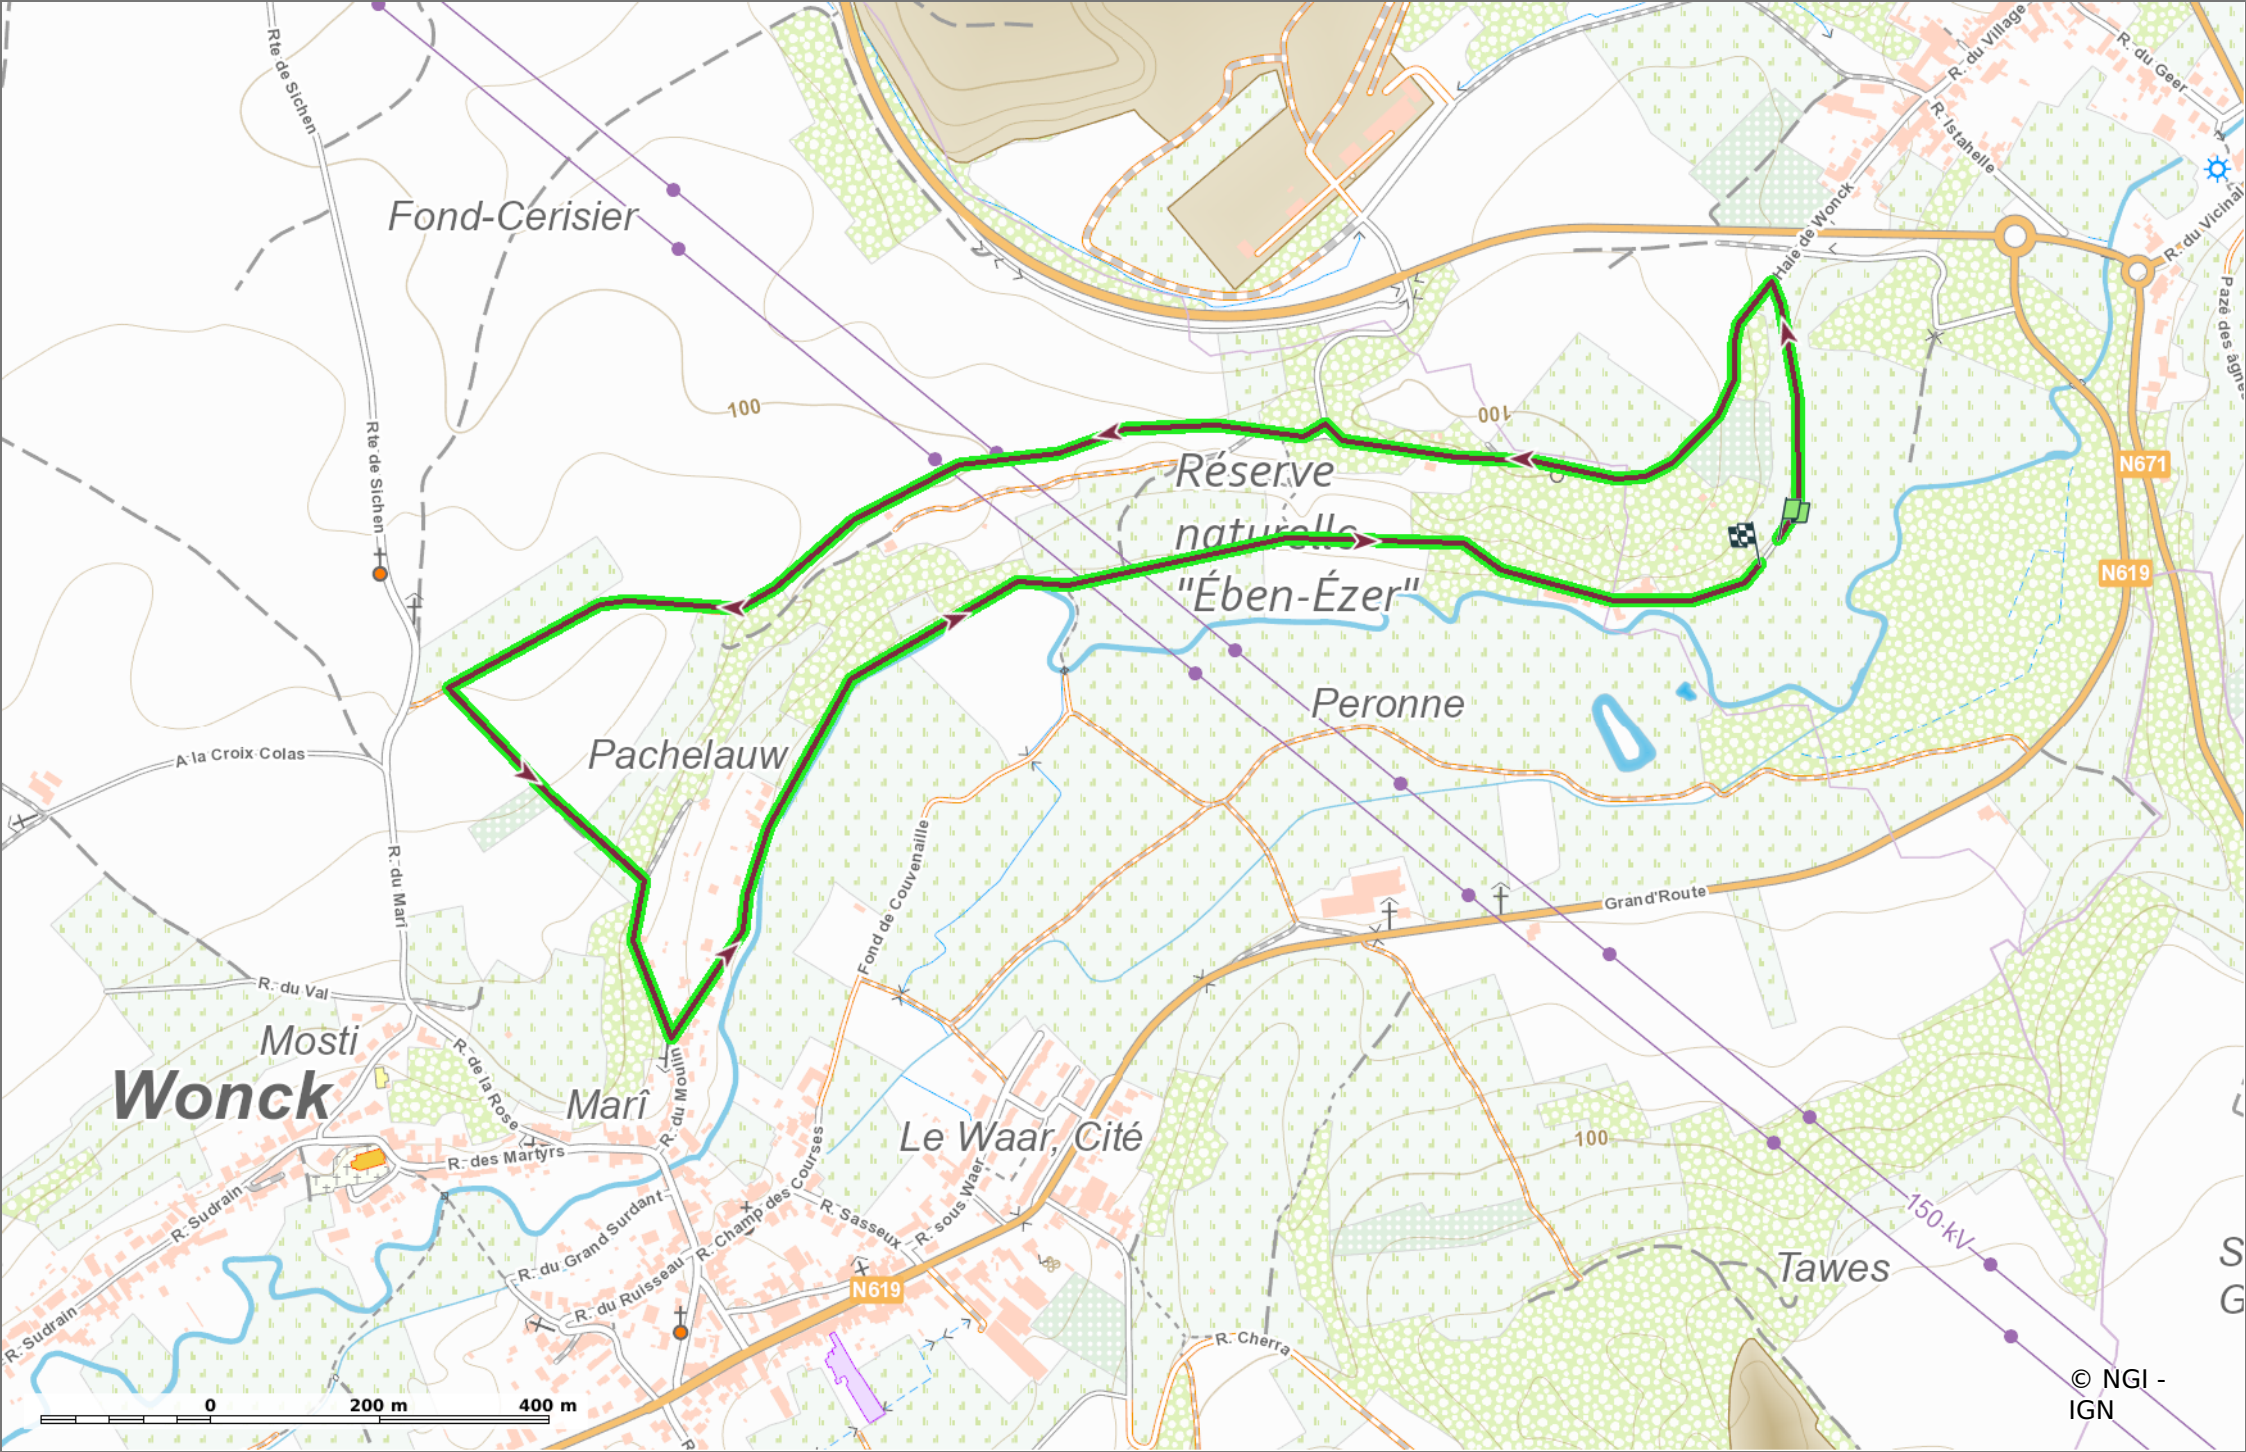 Rte de Sichen
R. du Village
R. du Geer
R. Istahelle
Haie de Wonck
R. du Vicinal
Fond-Cerisier
100
100
Rte de Sichen
Réserve
naturelle
"Ében-Ézer"
N671
N619
Peronne
Pachelauw
A la Croix Colas
R. du Marî
Fond de Couvenaille
Grand'Route
R. du Val
Mosti
Wonck
R. de la Rose
Marî
R. du Moulin
Le Waar, Cité
100
R. des Martyrs
R. Sudrain
R. du Grand Surdant
R. Champ des Courses
R. Sasseux
R. sous Waer
150 kV
Tawes
N619
R. du Ruisseau
R. Sudrain
R. Cherra
0 200 m 400 m
© NGI -
IGN